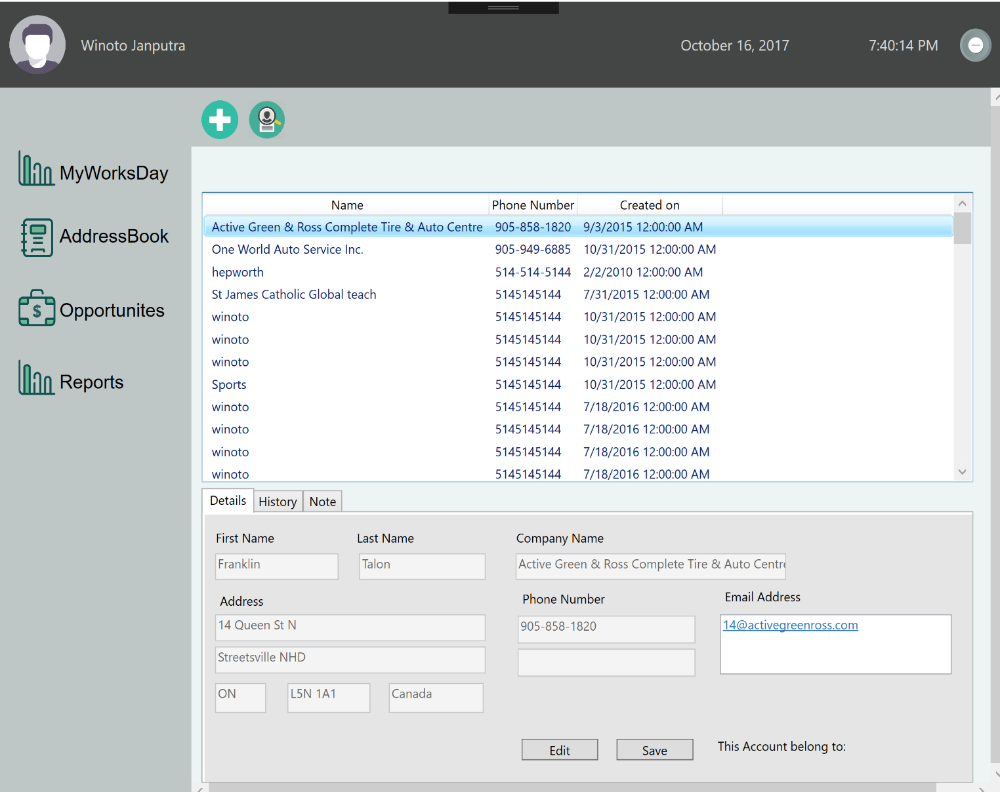 Winoto Janputra
October 16, 2017
7:40:14 PM
MyWorksDay
AddressBook
Opportunites
Reports
Name Phone Number Created on
Active Green & Ross Complete Tire & Auto Centre 905-858-1820 9/3/2015 12:00:00 AM
One World Auto Service Inc. 905-949-6885 10/31/2015 12:00:00 AM
hepworth 514-514-5144 2/2/2010 12:00:00 AM
St James Catholic Global teach 5145145144 7/31/2015 12:00:00 AM
winoto 5145145144 10/31/2015 12:00:00 AM
winoto 5145145144 10/31/2015 12:00:00 AM
winoto 5145145144 10/31/2015 12:00:00 AM
Sports 5145145144 10/31/2015 12:00:00 AM
winoto 5145145144 7/18/2016 12:00:00 AM
winoto 5145145144 7/18/2016 12:00:00 AM
winoto 5145145144 7/18/2016 12:00:00 AM
winoto 5145145144 7/18/2016 12:00:00 AM
Details History Note
First Name Last Name Company Name
Franklin Talon Active Green & Ross Complete Tire & Auto Centre
Address Phone Number Email Address
14 Queen St N 905-858-1820 14@activegreenross.com
Streetsville NHD
ON L5N 1A1 Canada
Edit Save This Account belong to: